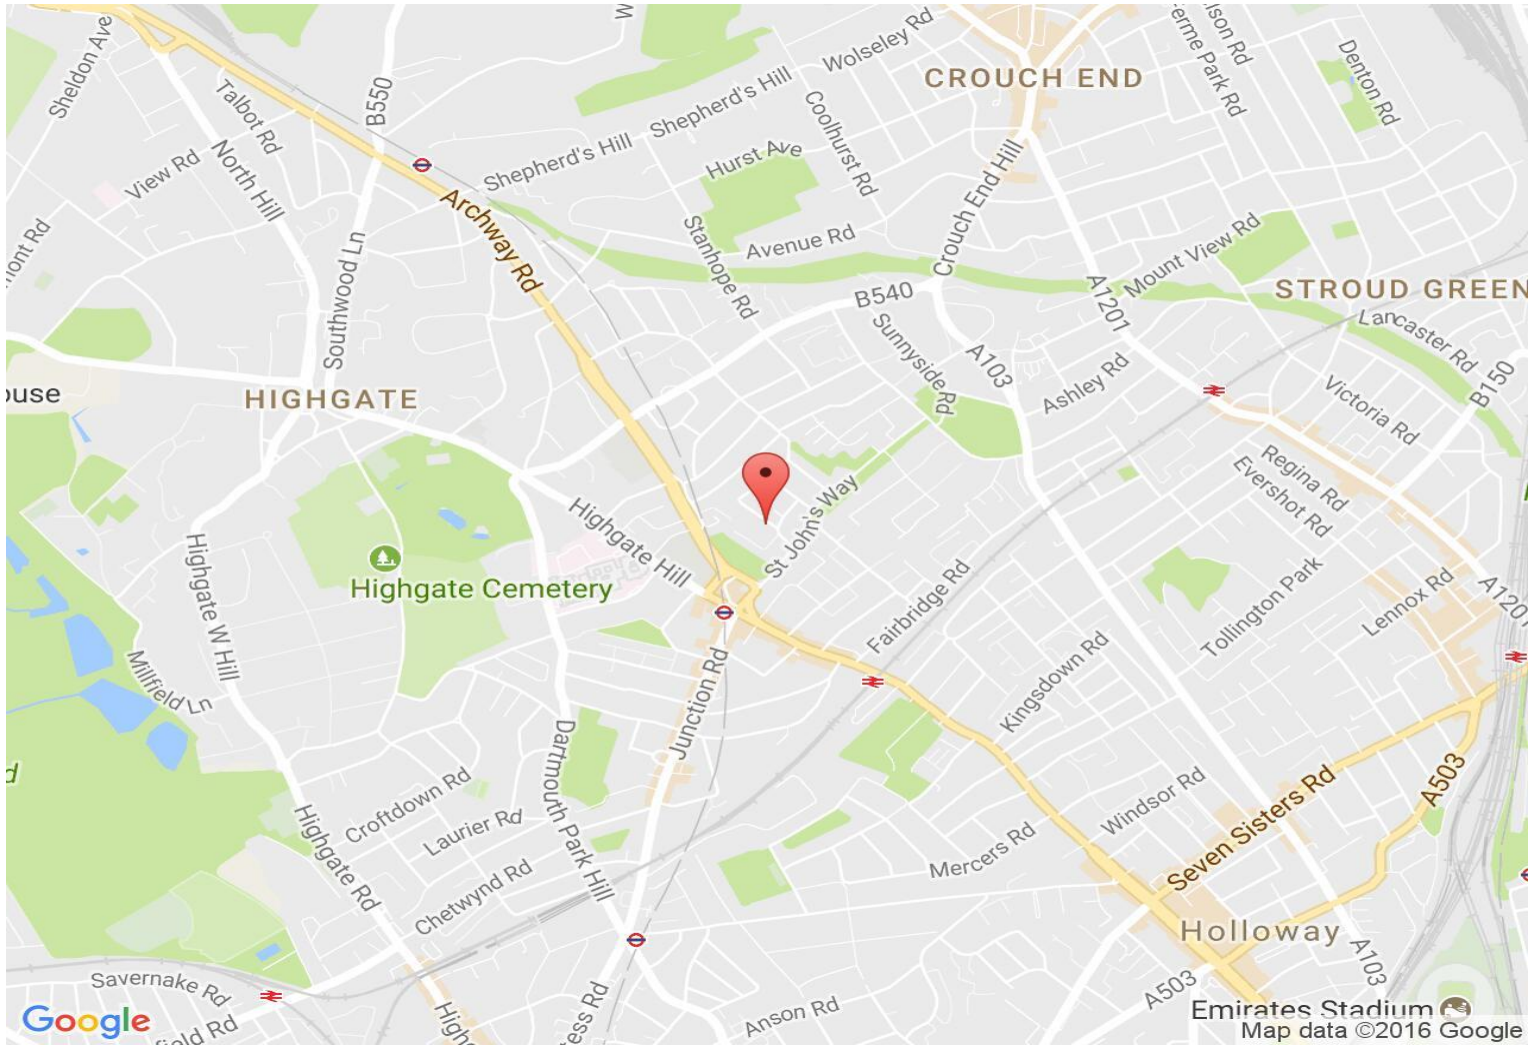 Sheldon Ave
Talbot Rd
View Rd
North Hill
B550
Southwood Ln
Archway Rd
Shepherd's Hill
Shepherd's Hill
Wolseley Rd
Coolhurst Rd
Hurst Ave
Stanhope Rd
Avenue Rd
CROUCH END
Crouch End Hill
Ferme Park Rd
Denton Rd
Mount View Rd
A1201
STROUD GREEN
Lancaster Rd
B150
Victoria Rd
B540
Sunnyside Rd
A103
Ashley Rd
HIGHGATE
Regina Rd
Evershot Rd
Highgate Hill
St John's Way
Highgate Cemetery
Highgate W Hill
Millfield Ln
Fairbridge Rd
Tollington Park
Lennox Rd
A1201
Kingsdown Rd
Junction Rd
Dartmouth Park Hill
Croftdown Rd
Laurier Rd
Chetwynd Rd
Highgate Rd
Windsor Rd
Mercers Rd
Seven Sisters Rd
A503
Holloway
A103
A503
Savernake Rd
Anson Rd
Emirates Stadium
Google
Map data ©2016 Google